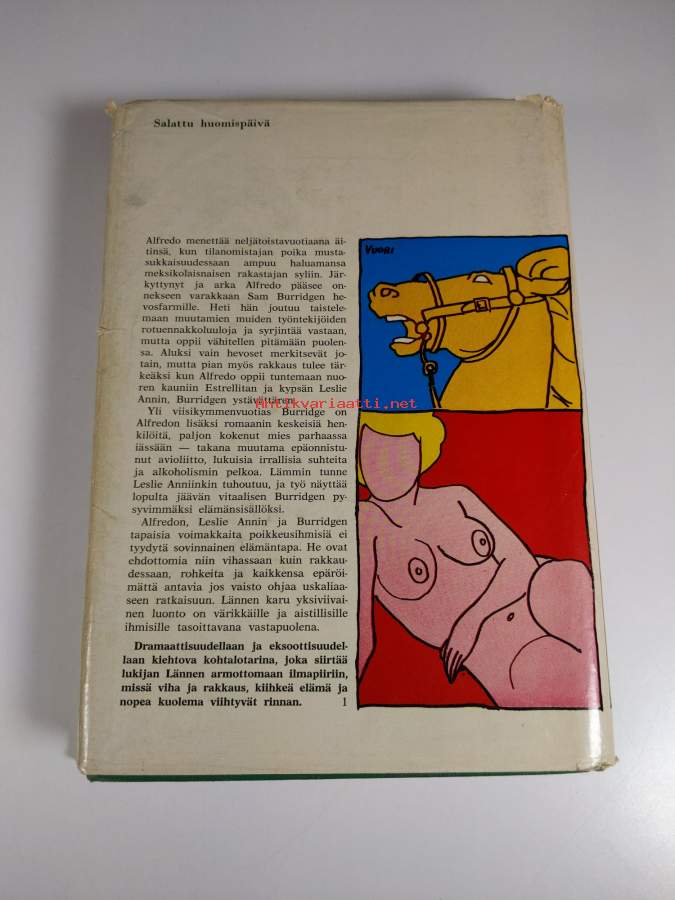 Salattu huomispäivä
VUORI
Alfredo menettää neljätoistavuotiaana äi-
tinsä, kun tilanomistajan poika musta-
sukkaisuudessaan ampuu haluamansa
meksikolaisnaisen rakastajan syliin. Jär-
kyttynyt ja arka Alfredo pääsee on-
nekseen varakkaan Sam Burridgen he-
vosfarmille. Heti hän joutuu taistele-
maan muutamien muiden työntekijöiden
rotuennakkoluuloja ja syrjintää vastaan,
mutta oppii vähitellen pitämään puolen-
sa. Aluksi vain hevoset merkitsevät jo-
tain, mutta pian myös rakkaus tulee tär-
keäksi kun Alfredo oppii tuntemaan nuo-
ren kauniin Estrellitan ja kypsän Leslie
Annin, Burridgen ystävättären.
Antikvariaatti.net
Yli viisikymmenvuotias Burridge on
Alfredon lisäksi romaanin keskeisiä hen-
kilöitä, paljon kokenut mies parhaassa
iässään — takana muutama epäonnistu-
nut avioliitto, lukuisia irrallisia suhteita
ja alkoholismin pelkoa. Lämmin tunne
Leslie Anniinkin tuhoutuu, ja työ näyttää
lopulta jäävän vitaalisen Burridgen py-
syvimmäksi elämänsisällöksi.
Alfredon, Leslie Annin ja Burridgen
tapaisia voimakkaita poikkeusihmisiä ei
tyydytä sovinnainen elämäntapa. He ovat
ehdottomia niin vihassaan kuin rakkau-
dessaan, rohkeita ja kaikkensa epäröi-
mättä antavia jos vaisto ohjaa uskaliaa-
seen ratkaisuun. Lännen karu yksiviivai-
nen luonto on värikkäille ja aistillisille
ihmisille tasoittavana vastapuolena.
Dramaattisuudellaan ja eksoottisuudel-
laan kiehtova kohtalotarina, joka siirtää
lukijan Lännen armottomaan ilmapiiriin,
missä viha ja rakkaus, kiihkeä elämä ja
nopea kuolema viihtyvät rinnan. 1